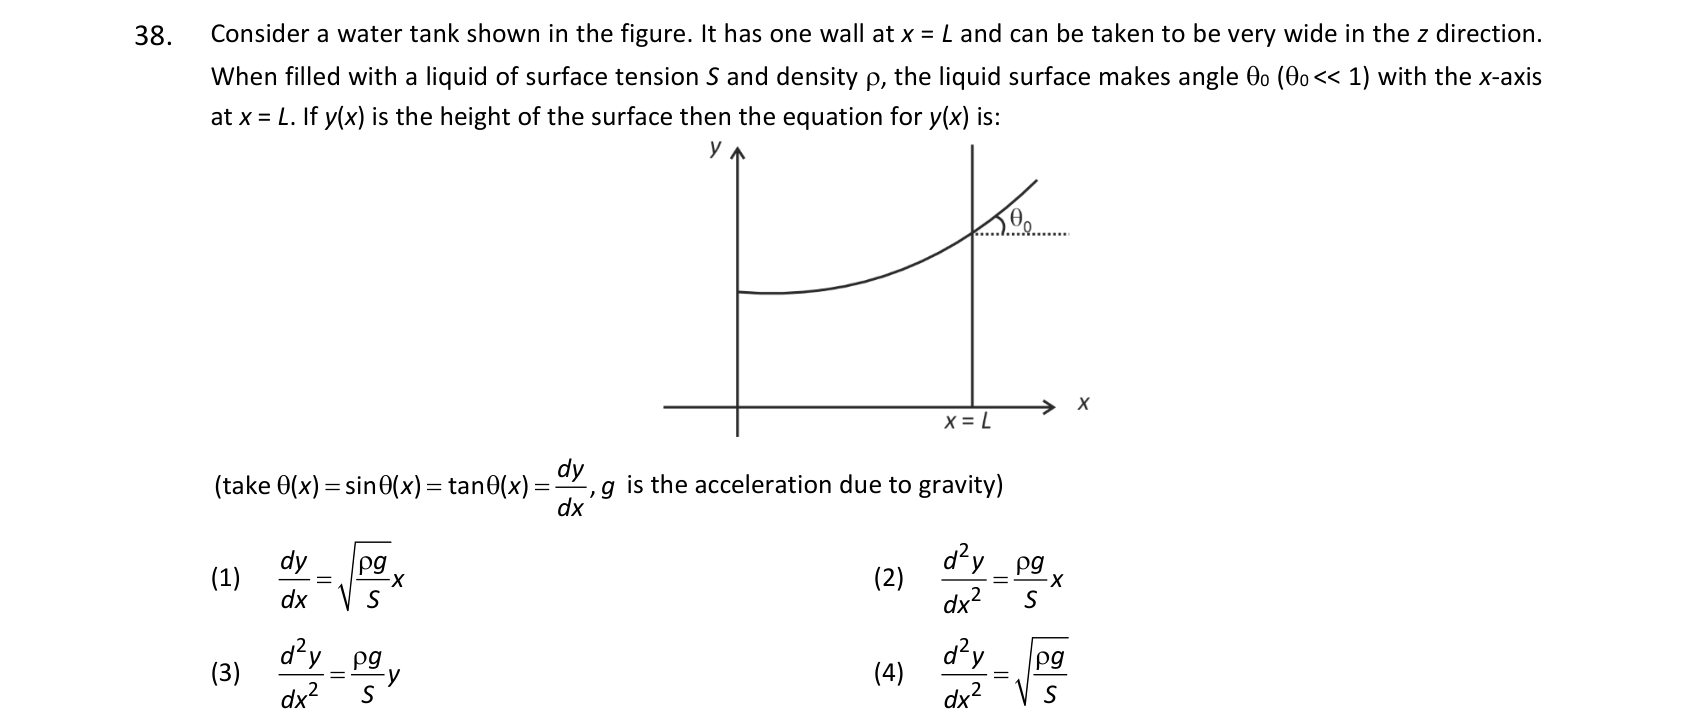 38. Consider a water tank shown in the figure. It has one wall at x = L and can be taken to be very wide in the z direction.
When filled with a liquid of surface tension S and density ρ, the liquid surface makes angle θ₀ (θ₀ << 1) with the x-axis
at x = L. If y(x) is the height of the surface then the equation for y(x) is:
y
θ₀
x
x = L
(take θ(x) = sinθ(x) = tanθ(x) = dy/dx, g is the acceleration due to gravity)
(1) dy/dx = √(ρg/S) x (2) d²y/dx² = ρg/S x
(3) d²y/dx² = ρg/S y (4) d²y/dx² = √(ρg/S)